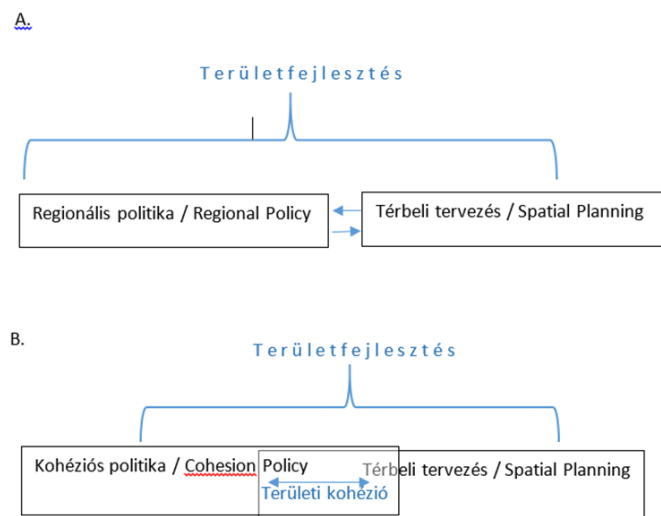 A.
Területfejlesztés
Regionális politika / Regional Policy
Térbeli tervezés / Spatial Planning
B.
Területfejlesztés
Kohéziós politika / Cohesion Policy
Térbeli tervezés / Spatial Planning
Területi kohézió